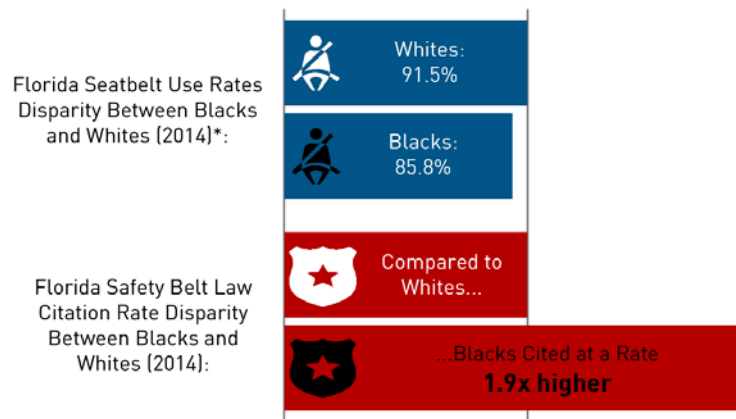 Florida Seatbelt Use Rates
Disparity Between Blacks
and Whites (2014)*:
Whites:
91.5%
Blacks:
85.8%
Florida Safety Belt Law
Citation Rate Disparity
Between Blacks and
Whites (2014):
Compared to
Whites...
...Blacks Cited at a Rate
1.9x higher